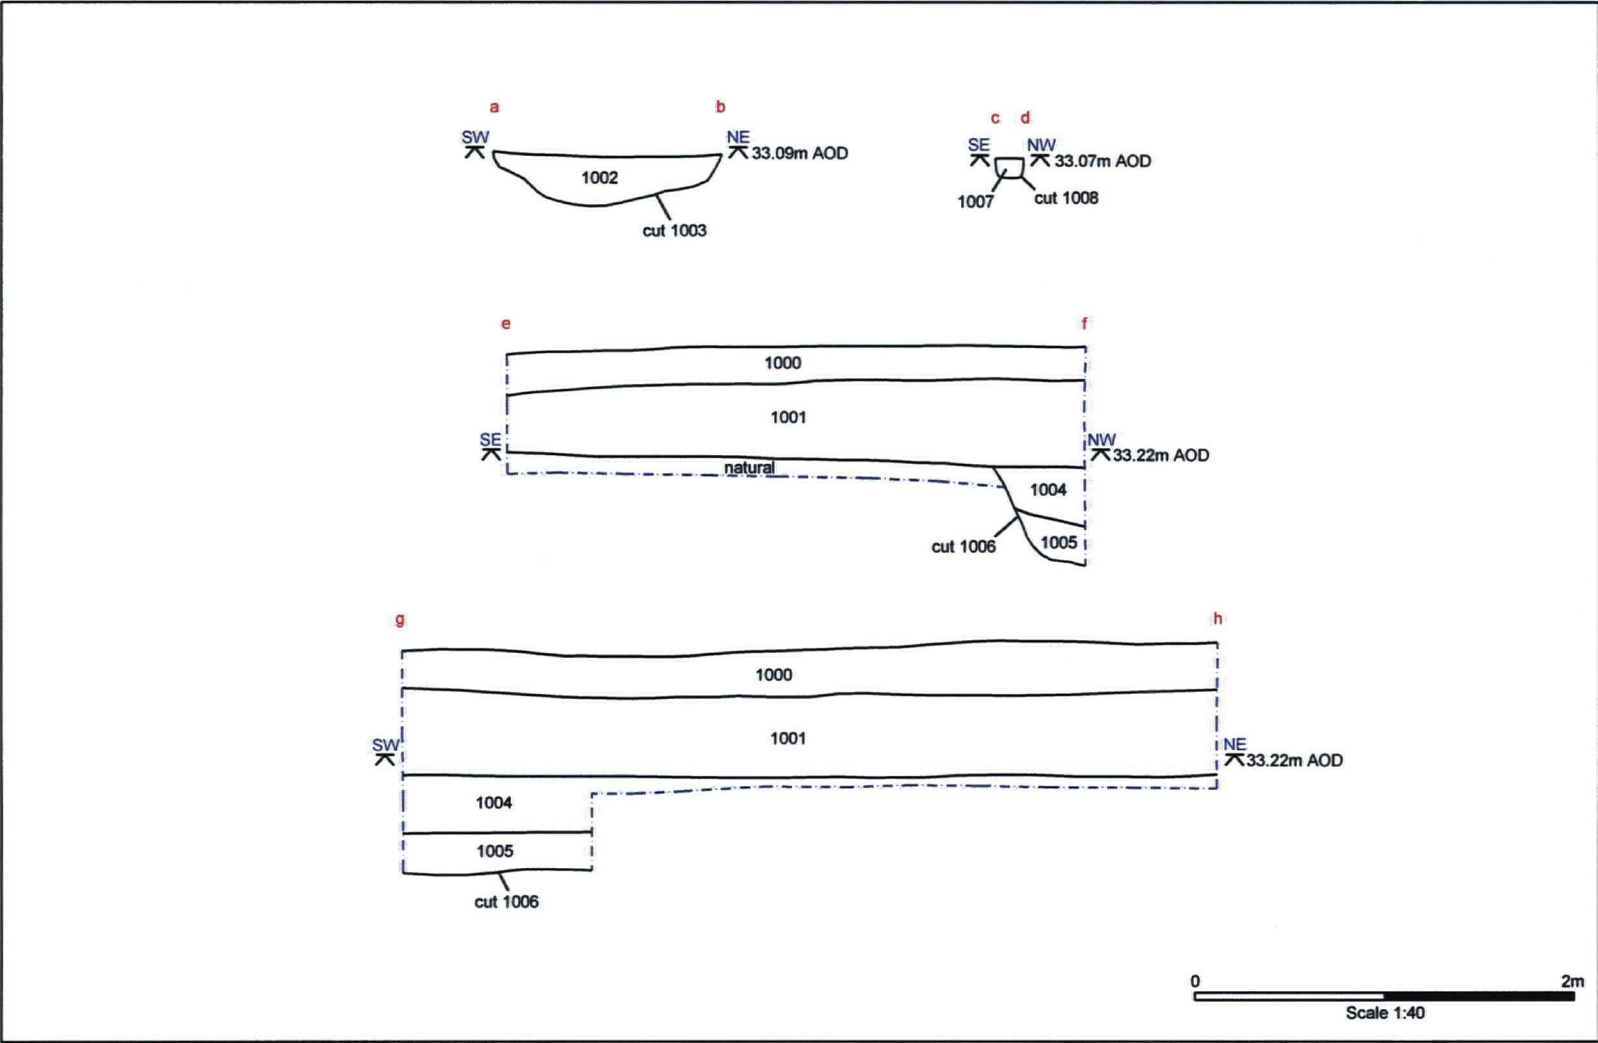 a b
SW NE
33.09m AOD
1002
cut 1003
c d
SE NW
33.07m AOD
1007 cut 1008
e f
1000
1001
SE NW
33.22m AOD
natural
1004
cut 1006 1005
g h
1000
1001
SW NE
33.22m AOD
1004
1005
cut 1006
0 2m
Scale 1:40